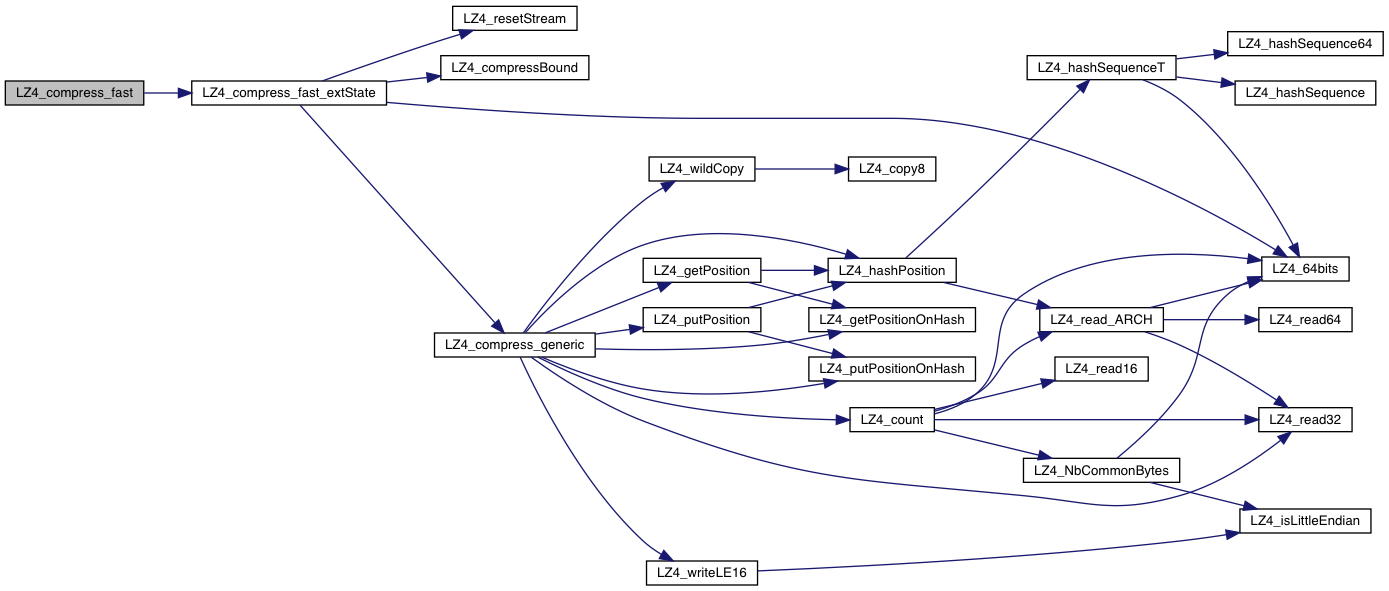 LZ4_compress_fast
LZ4_compress_fast_extState
LZ4_resetStream
LZ4_compressBound
LZ4_compress_generic
LZ4_wildCopy
LZ4_copy8
LZ4_getPosition
LZ4_hashPosition
LZ4_putPosition
LZ4_getPositionOnHash
LZ4_putPositionOnHash
LZ4_count
LZ4_writeLE16
LZ4_hashSequenceT
LZ4_hashSequence64
LZ4_hashSequence
LZ4_64bits
LZ4_read_ARCH
LZ4_read64
LZ4_read16
LZ4_read32
LZ4_NbCommonBytes
LZ4_isLittleEndian